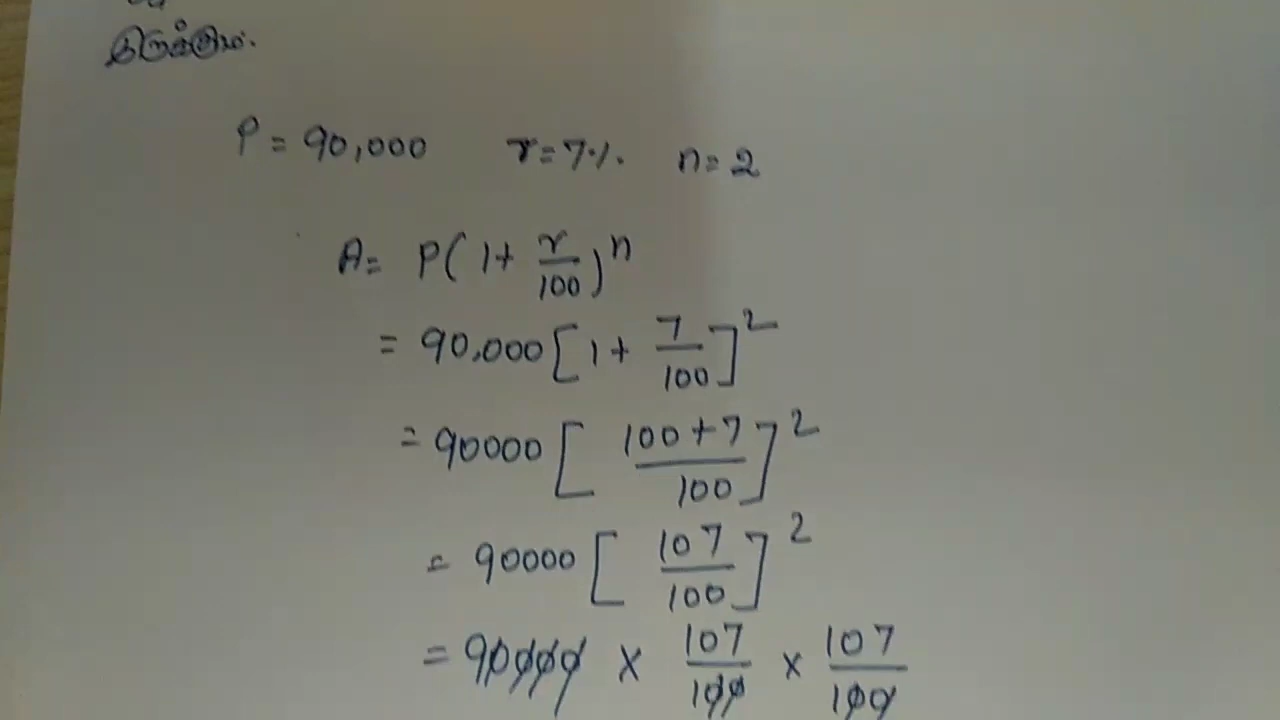 இருக்கும்.
P = 90,000 r = 7% n = 2
A = P(1 + r/100)^n
= 90,000 [1 + 7/100]^2
= 90000 [100 + 7/100]^2
= 90000 [107/100]^2
= 90000 × 107/100 × 107/100